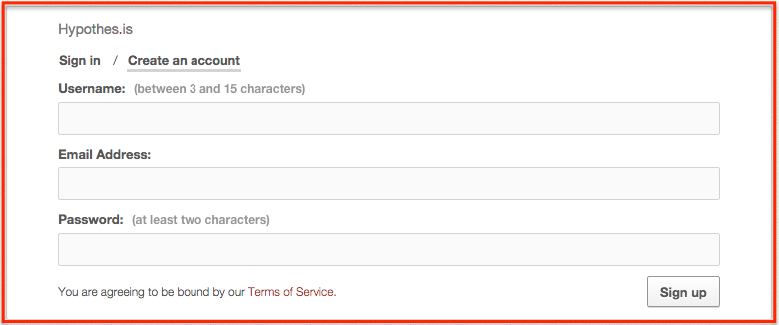 Hypothes.is
Sign in / Create an account
Username: (between 3 and 15 characters)
Email Address:
Password: (at least two characters)
You are agreeing to be bound by our Terms of Service.
Sign up